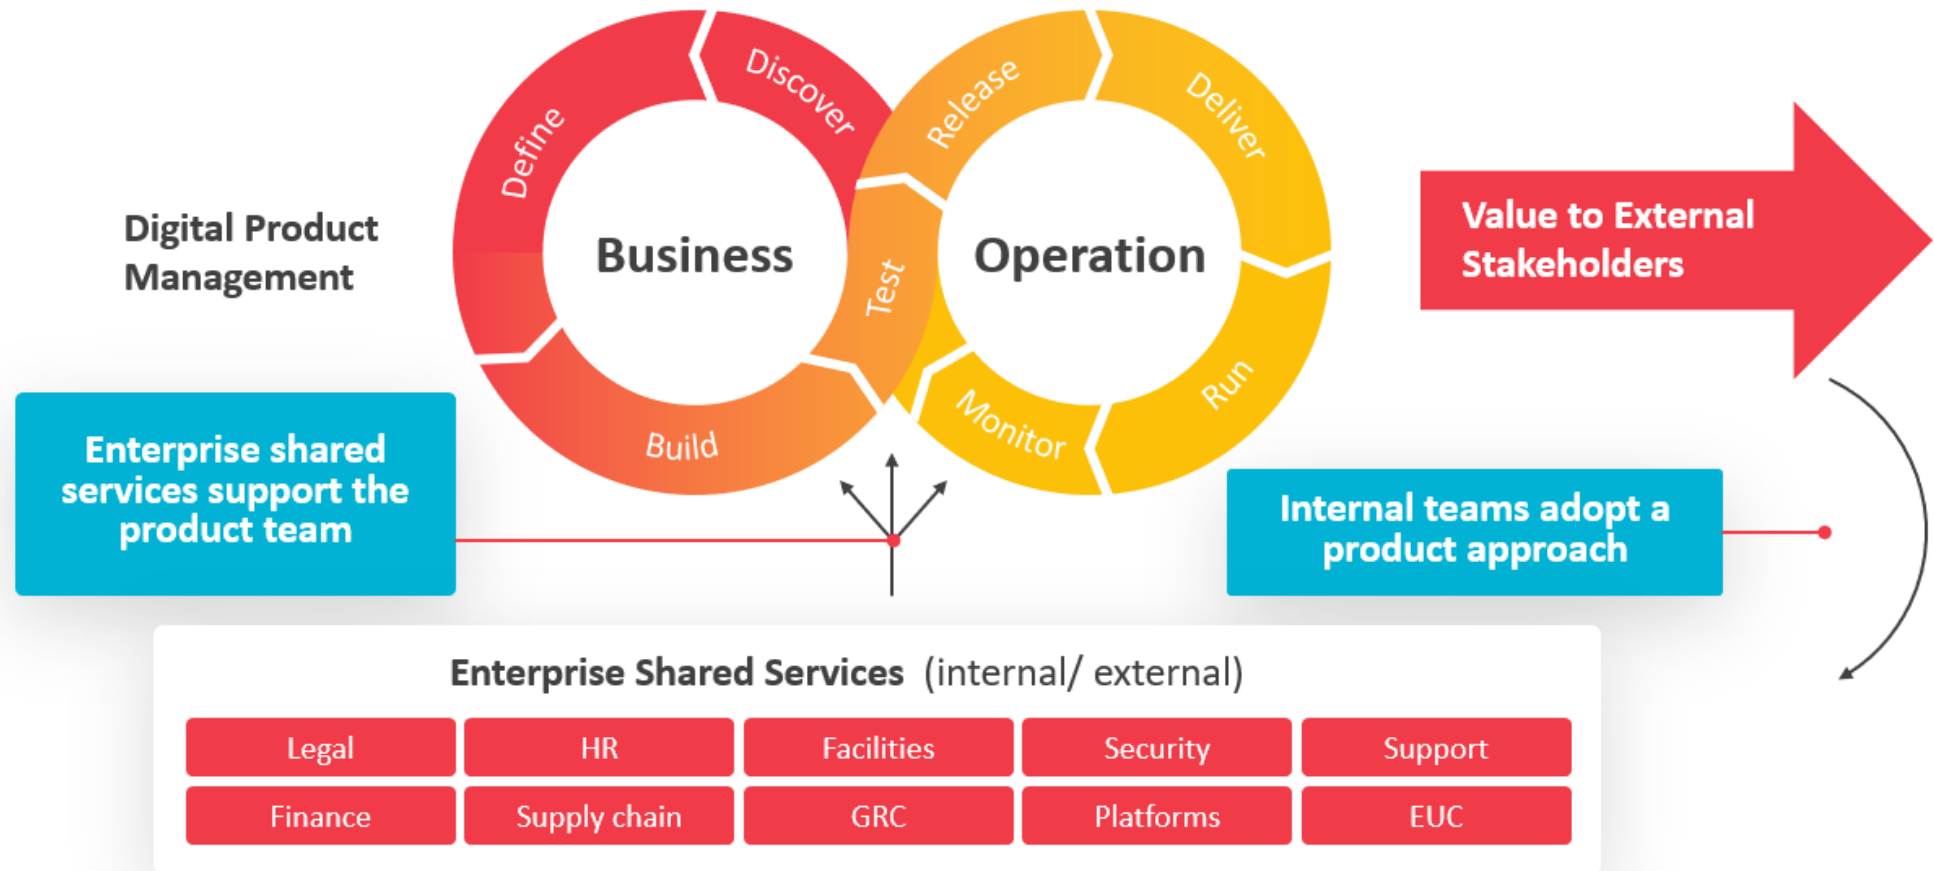 Discover
Release
Deliver
Define
Digital Product
Management
Business
Operation
Value to External
Stakeholders
Test
Run
Monitor
Build
Enterprise shared
services support the
product team
Internal teams adopt a
product approach
Enterprise Shared Services (internal/ external)
Legal
HR
Facilities
Security
Support
Finance
Supply chain
GRC
Platforms
EUC